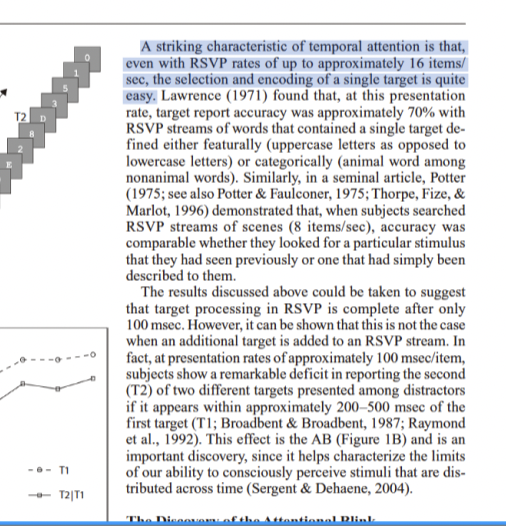 0
1
5
3
T2 D
8
2
E
A striking characteristic of temporal attention is that,
even with RSVP rates of up to approximately 16 items/
sec, the selection and encoding of a single target is quite
easy. Lawrence (1971) found that, at this presentation
rate, target report accuracy was approximately 70% with
RSVP streams of words that contained a single target de-
fined either featurally (uppercase letters as opposed to
lowercase letters) or categorically (animal word among
nonanimal words). Similarly, in a seminal article, Potter
(1975; see also Potter & Faulconer, 1975; Thorpe, Fize, &
Marlot, 1996) demonstrated that, when subjects searched
RSVP streams of scenes (8 items/sec), accuracy was
comparable whether they looked for a particular stimulus
that they had seen previously or one that had simply been
described to them.
The results discussed above could be taken to suggest
that target processing in RSVP is complete after only
100 msec. However, it can be shown that this is not the case
when an additional target is added to an RSVP stream. In
fact, at presentation rates of approximately 100 msec/item,
subjects show a remarkable deficit in reporting the second
(T2) of two different targets presented among distractors
if it appears within approximately 200–500 msec of the
first target (T1; Broadbent & Broadbent, 1987; Raymond
et al., 1992). This effect is the AB (Figure 1B) and is an
important discovery, since it helps characterize the limits
of our ability to consciously perceive stimuli that are dis-
tributed across time (Sergent & Dehaene, 2004).
T1
T2|T1
The Discovery of the Attentional Blink